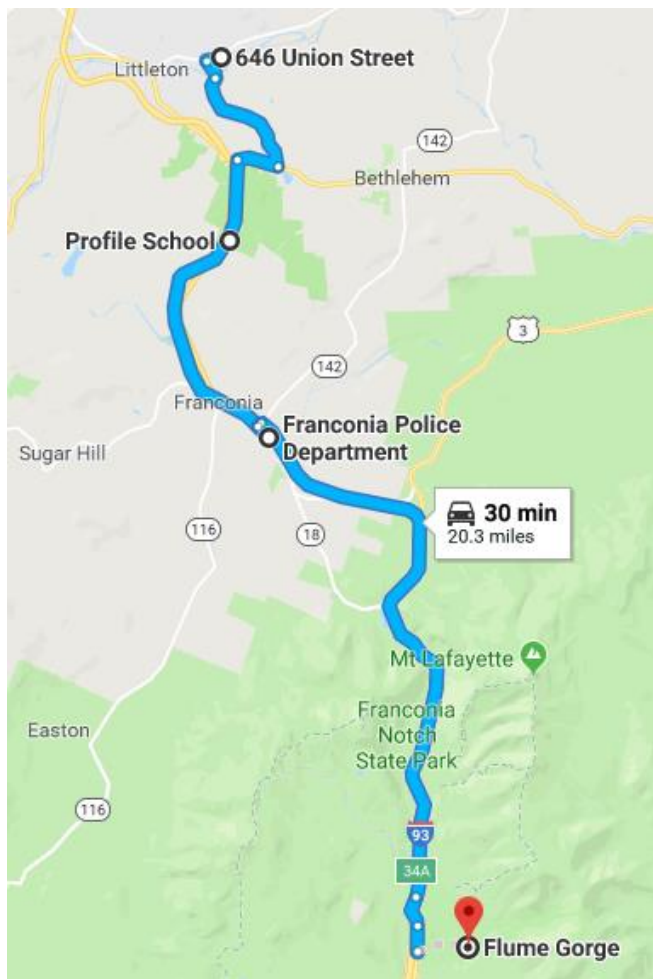 646 Union Street
Littleton
142
Bethlehem
Profile School
3
142
Franconia
Franconia Police
Department
Sugar Hill
30 min
20.3 miles
116
18
Mt Lafayette
Franconia
Notch
State Park
Easton
116
93
34A
Flume Gorge